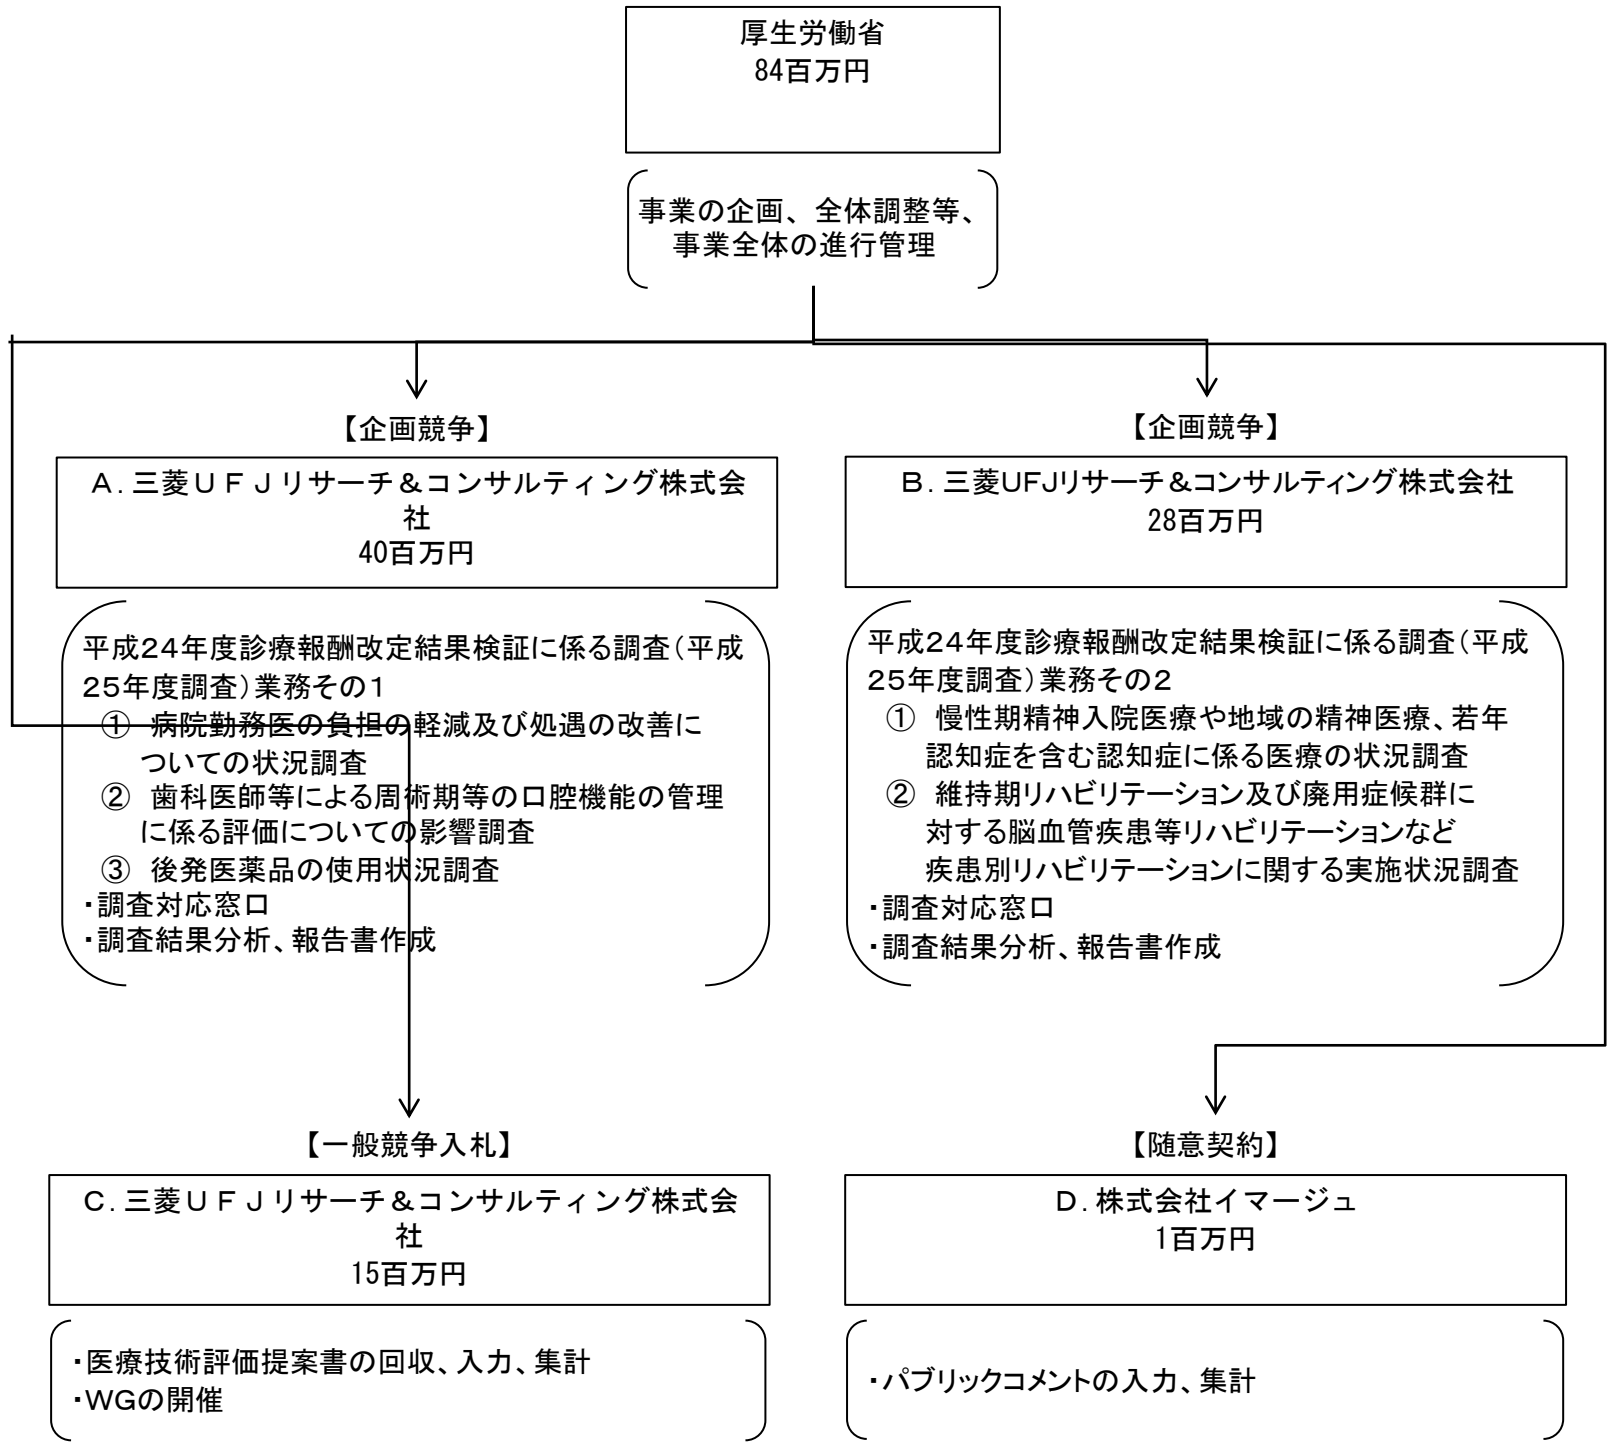 厚生労働省
84百万円
事業の企画、全体調整等、
事業全体の進行管理
【企画競争】
A.三菱ＵＦＪリサーチ＆コンサルティング株式会
社
40百万円
平成24年度診療報酬改定結果検証に係る調査(平成
25年度調査)業務その1
① 病院勤務医の負担の軽減及び処遇の改善に
ついての状況調査
② 歯科医師等による周術期等の口腔機能の管理
に係る評価についての影響調査
③ 後発医薬品の使用状況調査
・調査対応窓口
・調査結果分析、報告書作成
【企画競争】
B.三菱UFJリサーチ＆コンサルティング株式会社
28百万円
平成24年度診療報酬改定結果検証に係る調査(平成
25年度調査)業務その2
① 慢性期精神入院医療や地域の精神医療、若年
認知症を含む認知症に係る医療の状況調査
② 維持期リハビリテーション及び廃用症候群に
対する脳血管疾患等リハビリテーションなど
疾患別リハビリテーションに関する実施状況調査
・調査対応窓口
・調査結果分析、報告書作成
【一般競争入札】
C.三菱ＵＦＪリサーチ＆コンサルティング株式会
社
15百万円
・医療技術評価提案書の回収、入力、集計
・WGの開催
【随意契約】
D.株式会社イマージュ
1百万円
・パブリックコメントの入力、集計